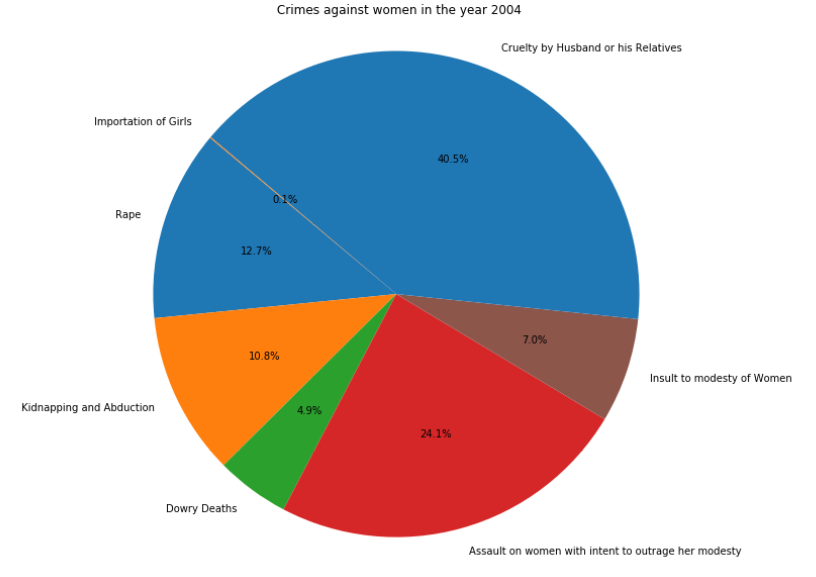 Crimes against women in the year 2004
Cruelty by Husband or his Relatives
Importation of Girls
40.5%
0.1%
Rape
12.7%
7.0%
10.8%
Insult to modesty of Women
Kidnapping and Abduction
4.9%
24.1%
Dowry Deaths
Assault on women with intent to outrage her modesty